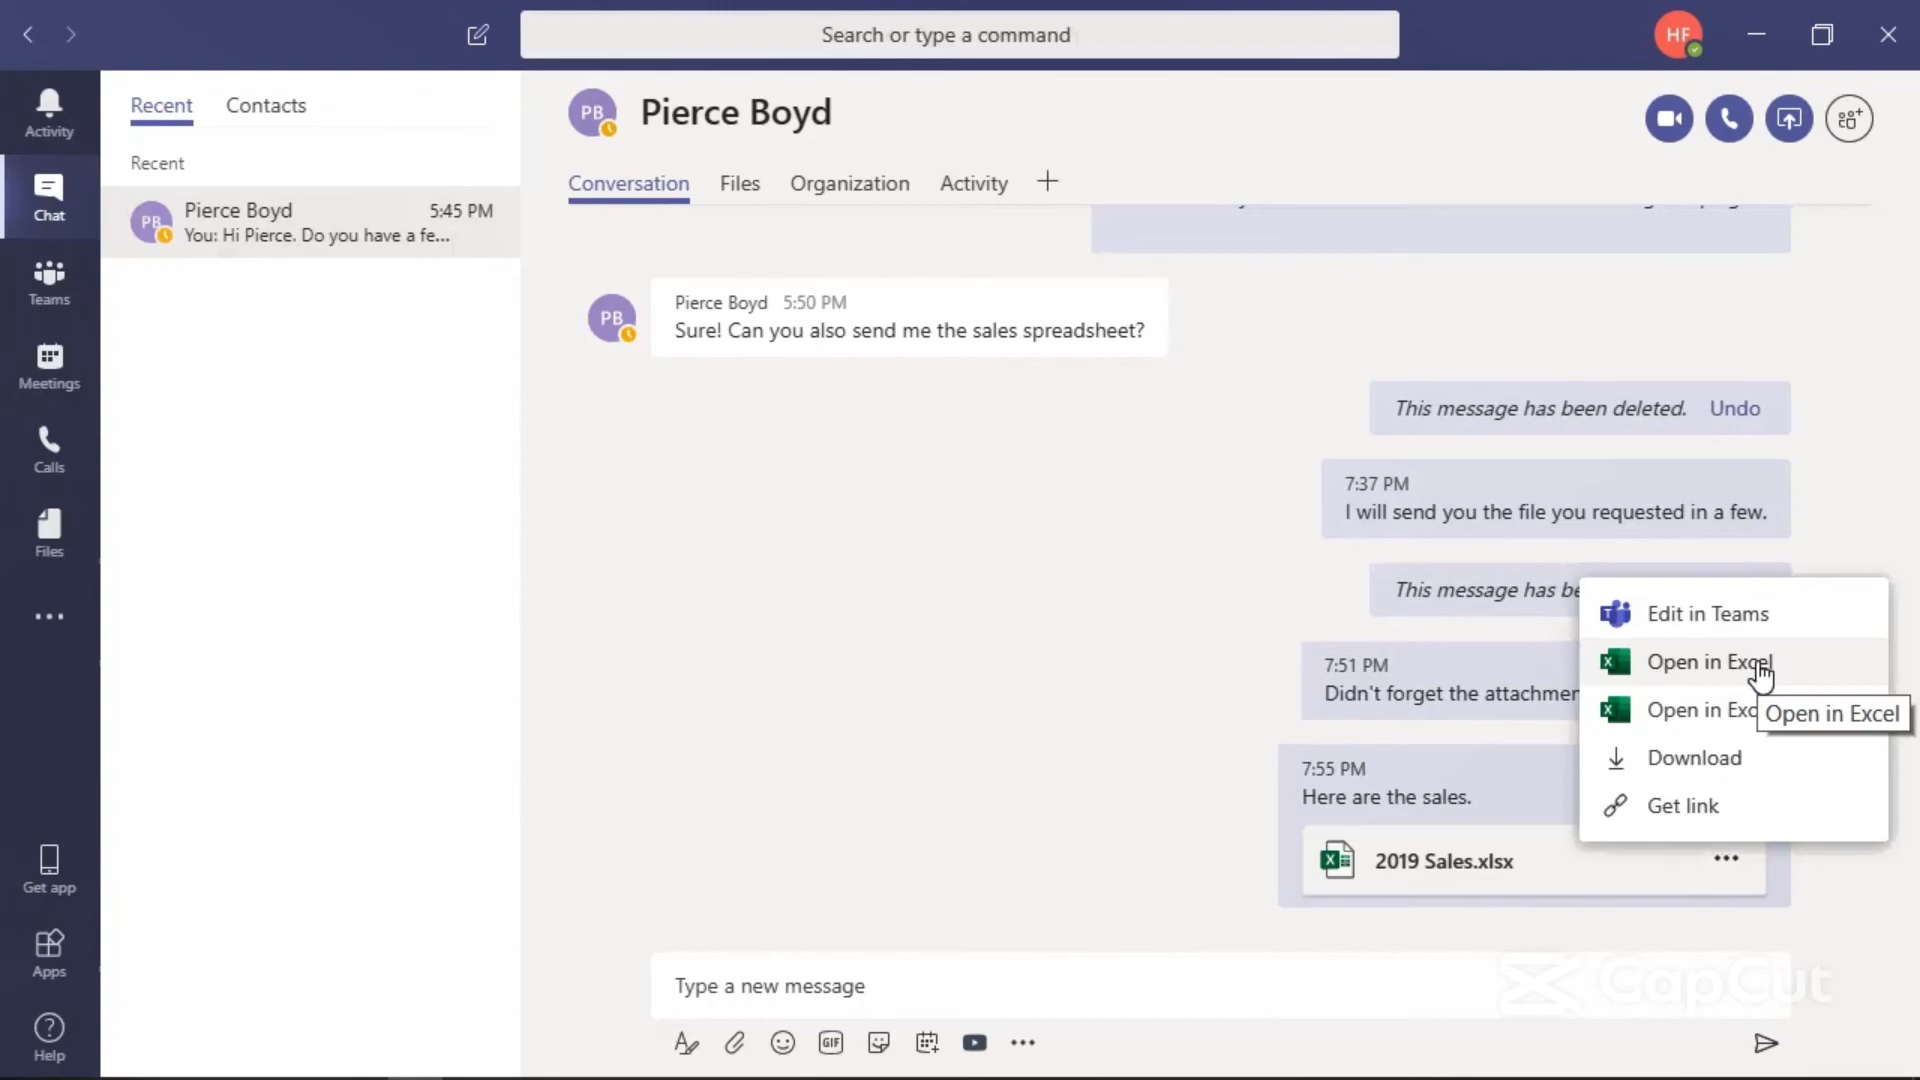 Search or type a command
HF
Activity
Chat
Teams
Meetings
Calls
Files
Get app
Apps
Help
Recent
Contacts
Recent
PB
Pierce Boyd
5:45 PM
You: Hi Pierce. Do you have a fe...
PB
Pierce Boyd
Conversation
Files
Organization
Activity
PB
Pierce Boyd 5:50 PM
Sure! Can you also send me the sales spreadsheet?
This message has been deleted. Undo
7:37 PM
I will send you the file you requested in a few.
This message has be
7:51 PM
Didn't forget the attachmen
7:55 PM
Here are the sales.
2019 Sales.xlsx
Edit in Teams
Open in Excel
Open in Exc
Open in Excel
Download
Get link
Type a new message
GIF
CapCut